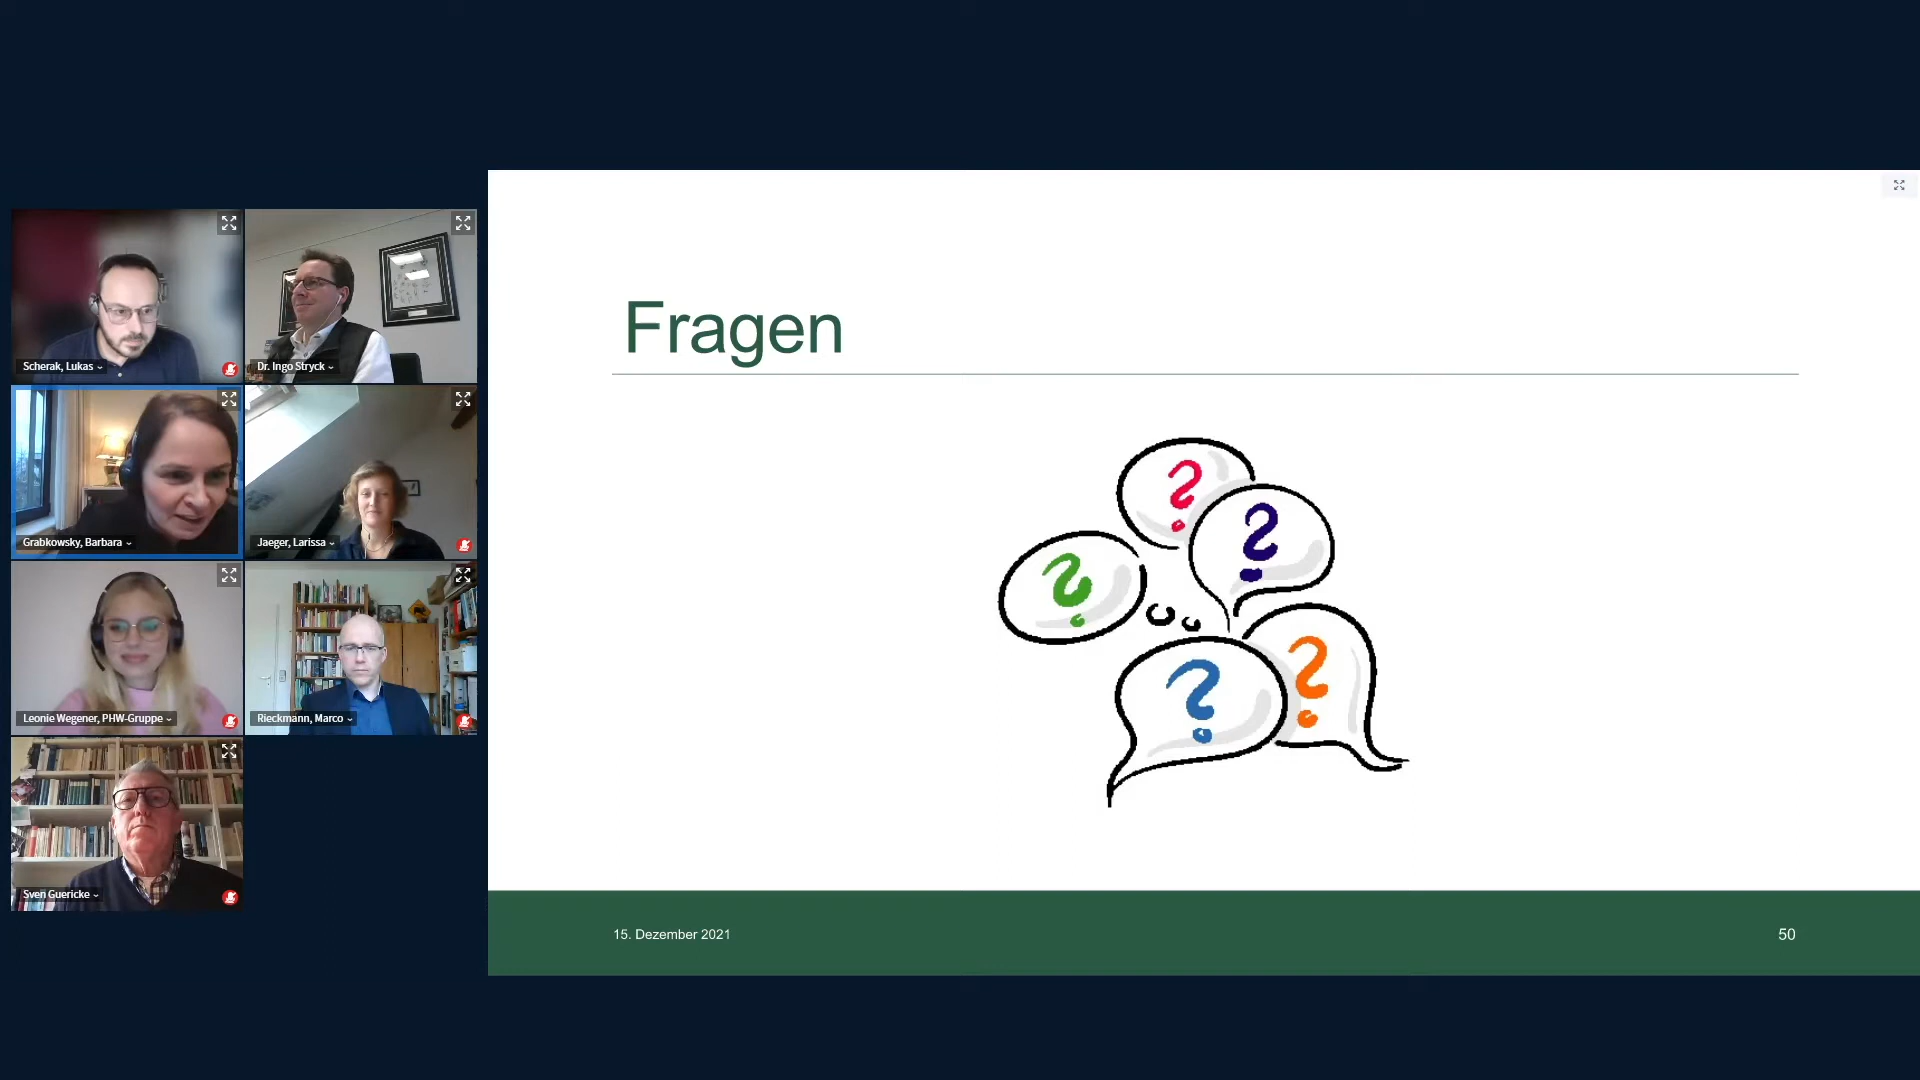 Scherak, Lukas
Dr. Ingo Stryck
Grabkowsky, Barbara
Jaeger, Larissa
Leonie Wegener, PHW-Gruppe
Rieckmann, Marco
Sven Guericke
Fragen
?
?
?
?
?
15. Dezember 2021
50